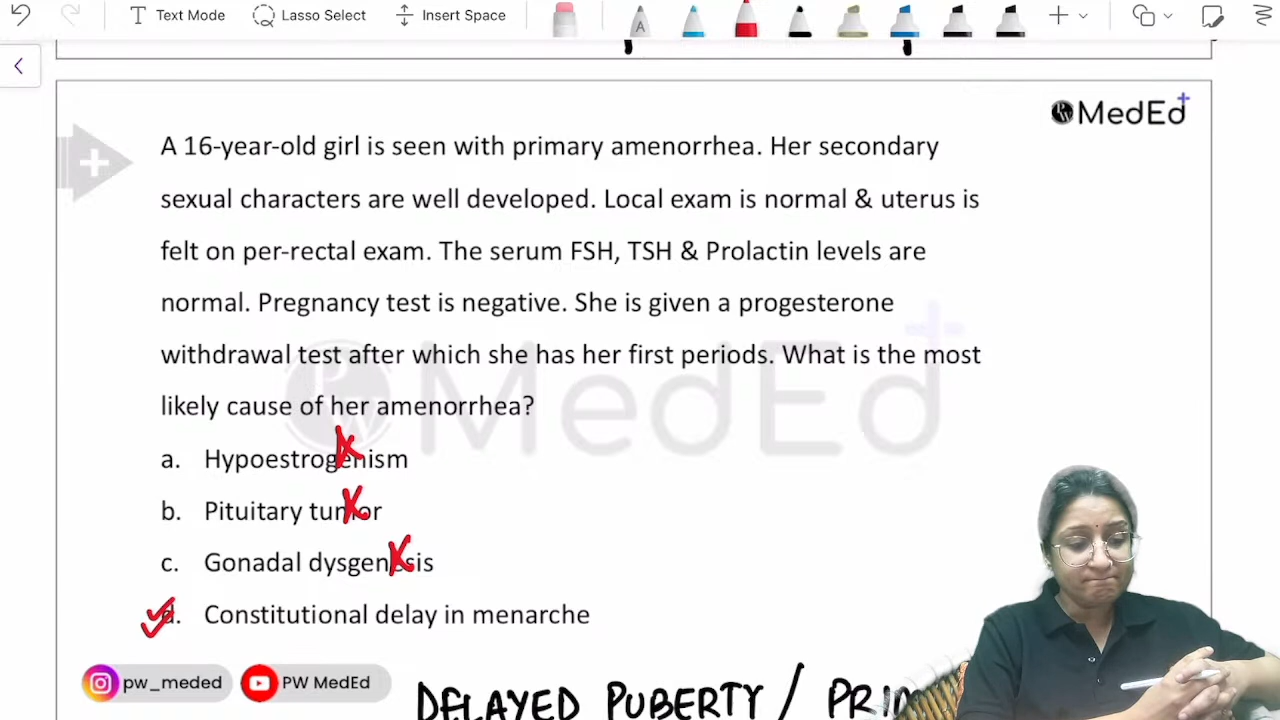 Text Mode Lasso Select Insert Space
MedEd
A 16-year-old girl is seen with primary amenorrhea. Her secondary
sexual characters are well developed. Local exam is normal & uterus is
felt on per-rectal exam. The serum FSH, TSH & Prolactin levels are
normal. Pregnancy test is negative. She is given a progesterone
withdrawal test after which she has her first periods. What is the most
likely cause of her amenorrhea?
a. Hypoestrogenism
b. Pituitary tumor
c. Gonadal dysgenesis
d. Constitutional delay in menarche
PW MedEd
pw_meded PW MedEd
DELAYED PUBERTY /